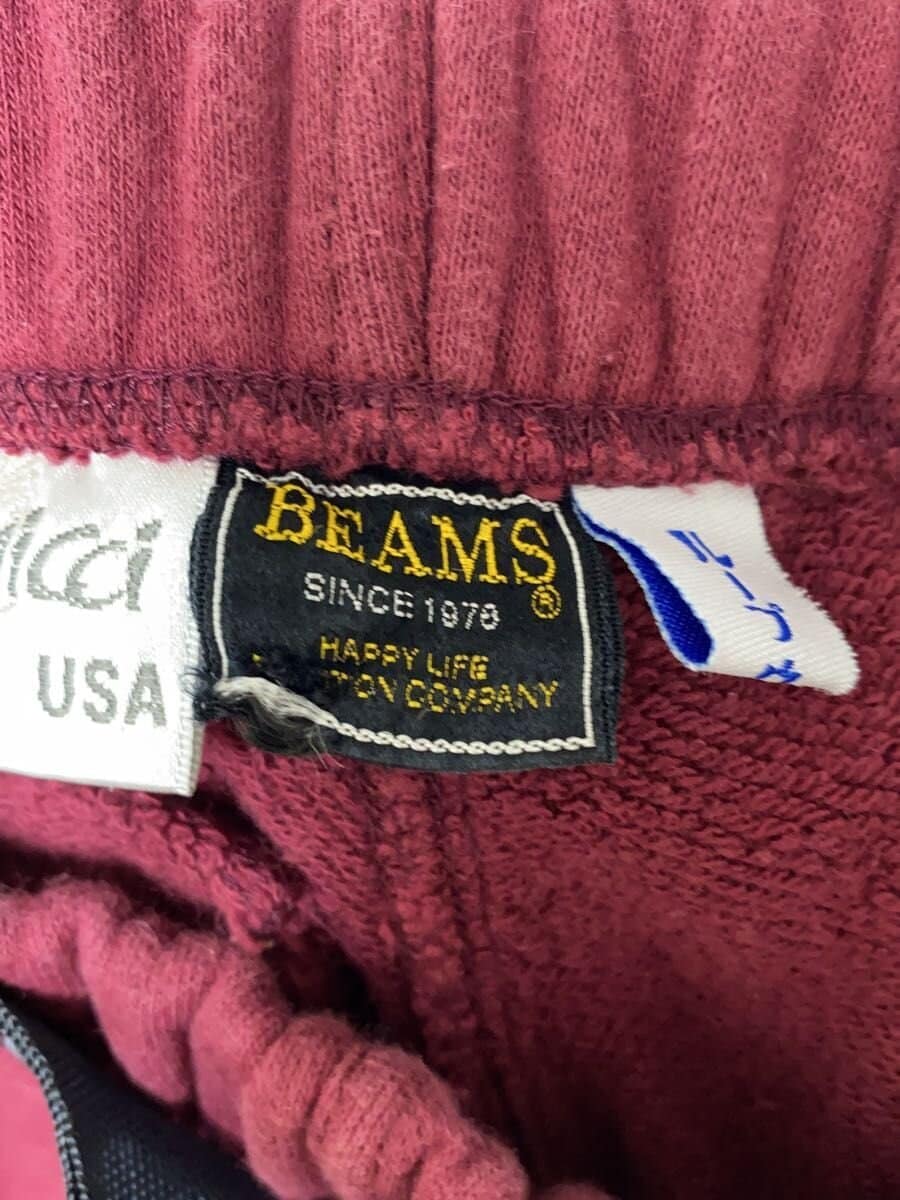 USA
BEAMS®
SINCE 1976
HAPPY LIFE
COMPANY